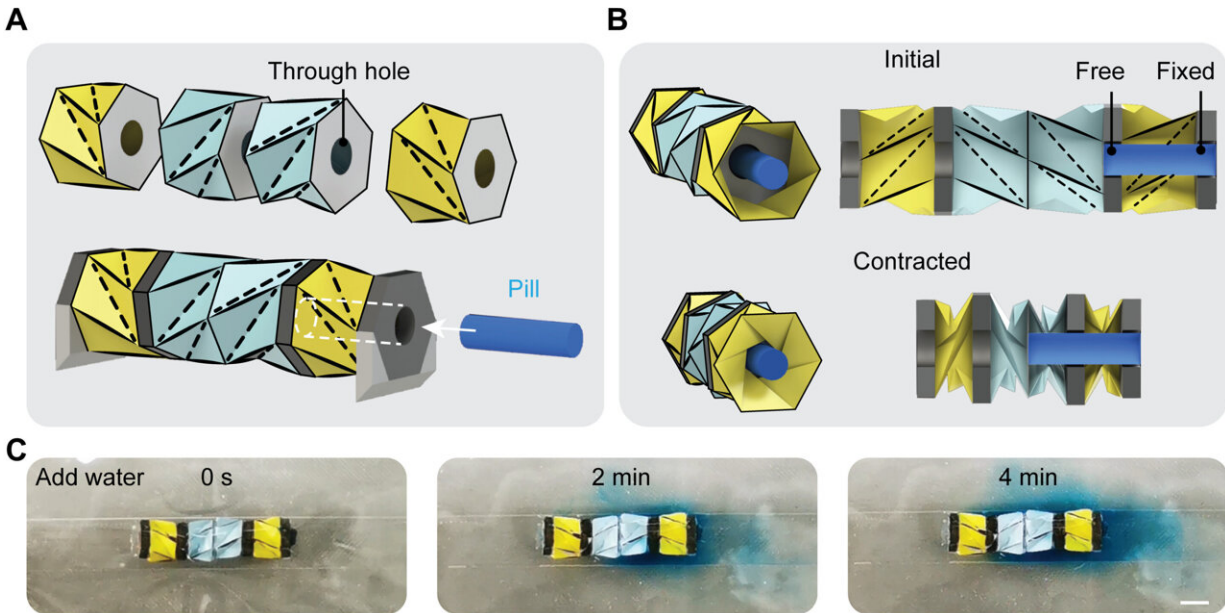 A
Through hole
Pill
B
Initial
Free
Fixed
Contracted
C
Add water
0 s
2 min
4 min